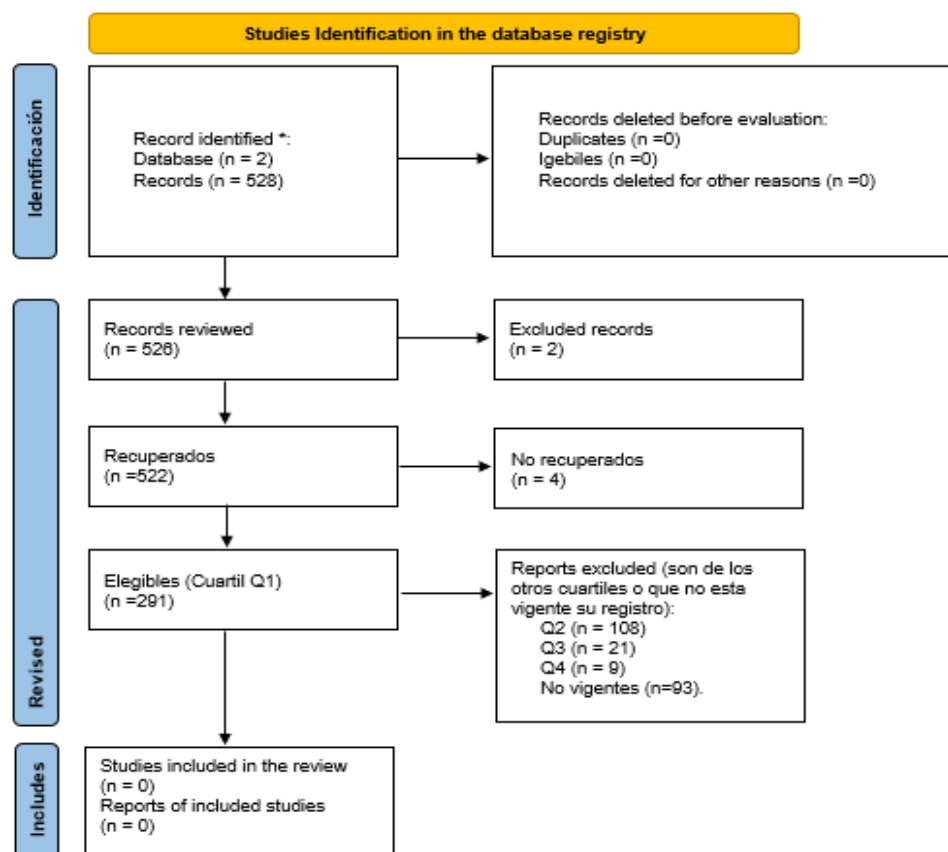 Studies Identification in the database registry
Identificación
Record identified *:
Database (n = 2)
Records (n = 528)
Records deleted before evaluation:
Duplicates (n =0)
Igebiles (n =0)
Records deleted for other reasons (n =0)
Revised
Records reviewed
(n = 526)
Excluded records
(n = 2)
Recuperados
(n =522)
No recuperados
(n = 4)
Elegibles (Cuartil Q1)
(n =291)
Reports excluded (son de los
otros cuartiles o que no esta
vigente su registro):
Q2 (n = 108)
Q3 (n = 21)
Q4 (n = 9)
No vigentes (n=93).
Includes
Studies included in the review
(n = 0)
Reports of included studies
(n = 0)